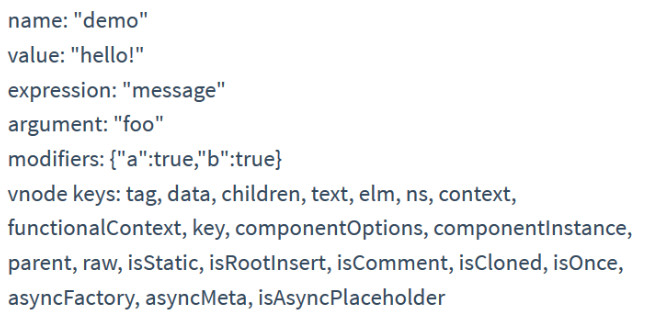 name: "demo"
value: "hello!"
expression: "message"
argument: "foo"
modifiers: {"a":true,"b":true}
vnode keys: tag, data, children, text, elm, ns, context,
functionalContext, key, componentOptions, componentInstance,
parent, raw, isStatic, isRootInsert, isComment, isCloned, isOnce,
asyncFactory, asyncMeta, isAsyncPlaceholder